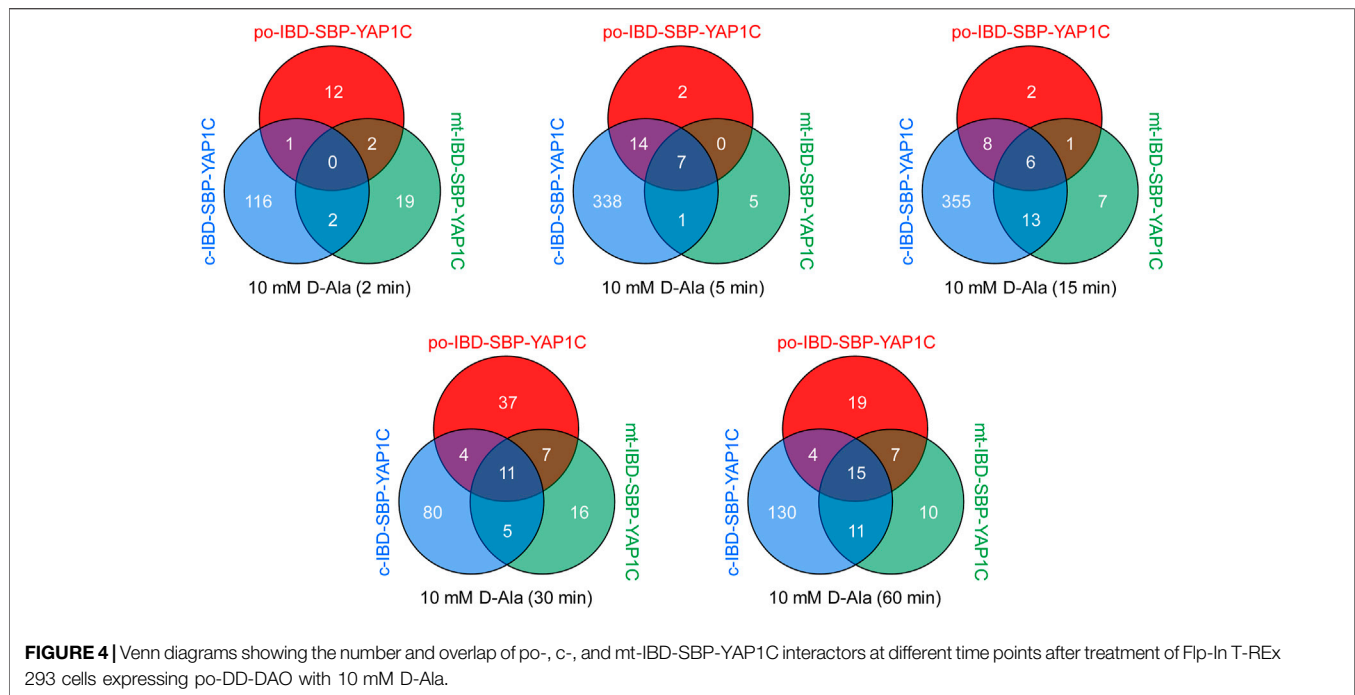 po-IBD-SBP-YAP1C
12
1
2
0
116
2
19
c-IBD-SBP-YAP1C
mt-IBD-SBP-YAP1C
10 mM D-Ala (2 min)
po-IBD-SBP-YAP1C
2
14
0
7
338
1
5
c-IBD-SBP-YAP1C
mt-IBD-SBP-YAP1C
10 mM D-Ala (5 min)
po-IBD-SBP-YAP1C
2
8
1
6
355
13
7
c-IBD-SBP-YAP1C
mt-IBD-SBP-YAP1C
10 mM D-Ala (15 min)
po-IBD-SBP-YAP1C
37
4
7
11
80
5
16
c-IBD-SBP-YAP1C
mt-IBD-SBP-YAP1C
10 mM D-Ala (30 min)
po-IBD-SBP-YAP1C
19
4
7
15
130
11
10
c-IBD-SBP-YAP1C
mt-IBD-SBP-YAP1C
10 mM D-Ala (60 min)
FIGURE 4 | Venn diagrams showing the number and overlap of po-, c-, and mt-IBD-SBP-YAP1C interactors at different time points after treatment of Flp-In T-REx
293 cells expressing po-DD-DAO with 10 mM D-Ala.